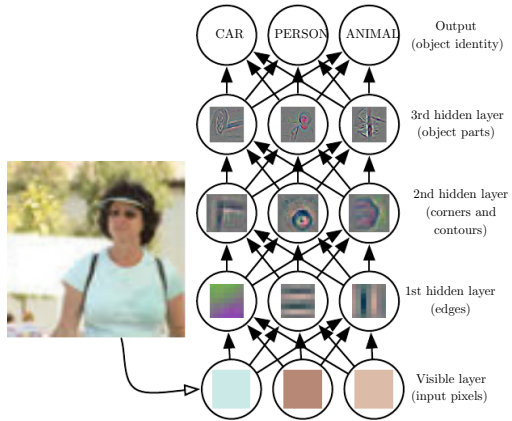 CAR
PERSON
ANIMAL
Output
(object identity)
3rd hidden layer
(object parts)
2nd hidden layer
(corners and
contours)
1st hidden layer
(edges)
Visible layer
(input pixels)